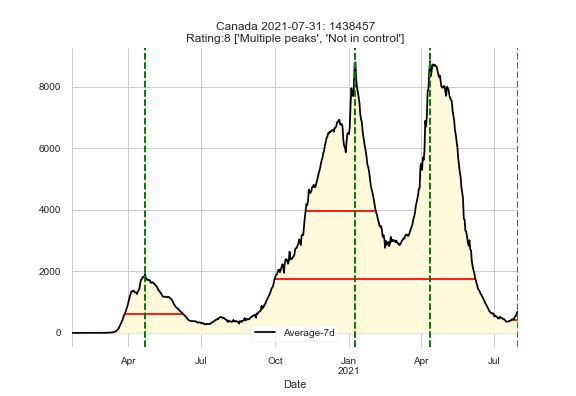 Canada 2021-07-31: 1438457
Rating:8 ['Multiple peaks', 'Not in control']
8000
6000
4000
2000
0
Average-7d
Apr Jul Oct Jan Apr Jul
2021
Date